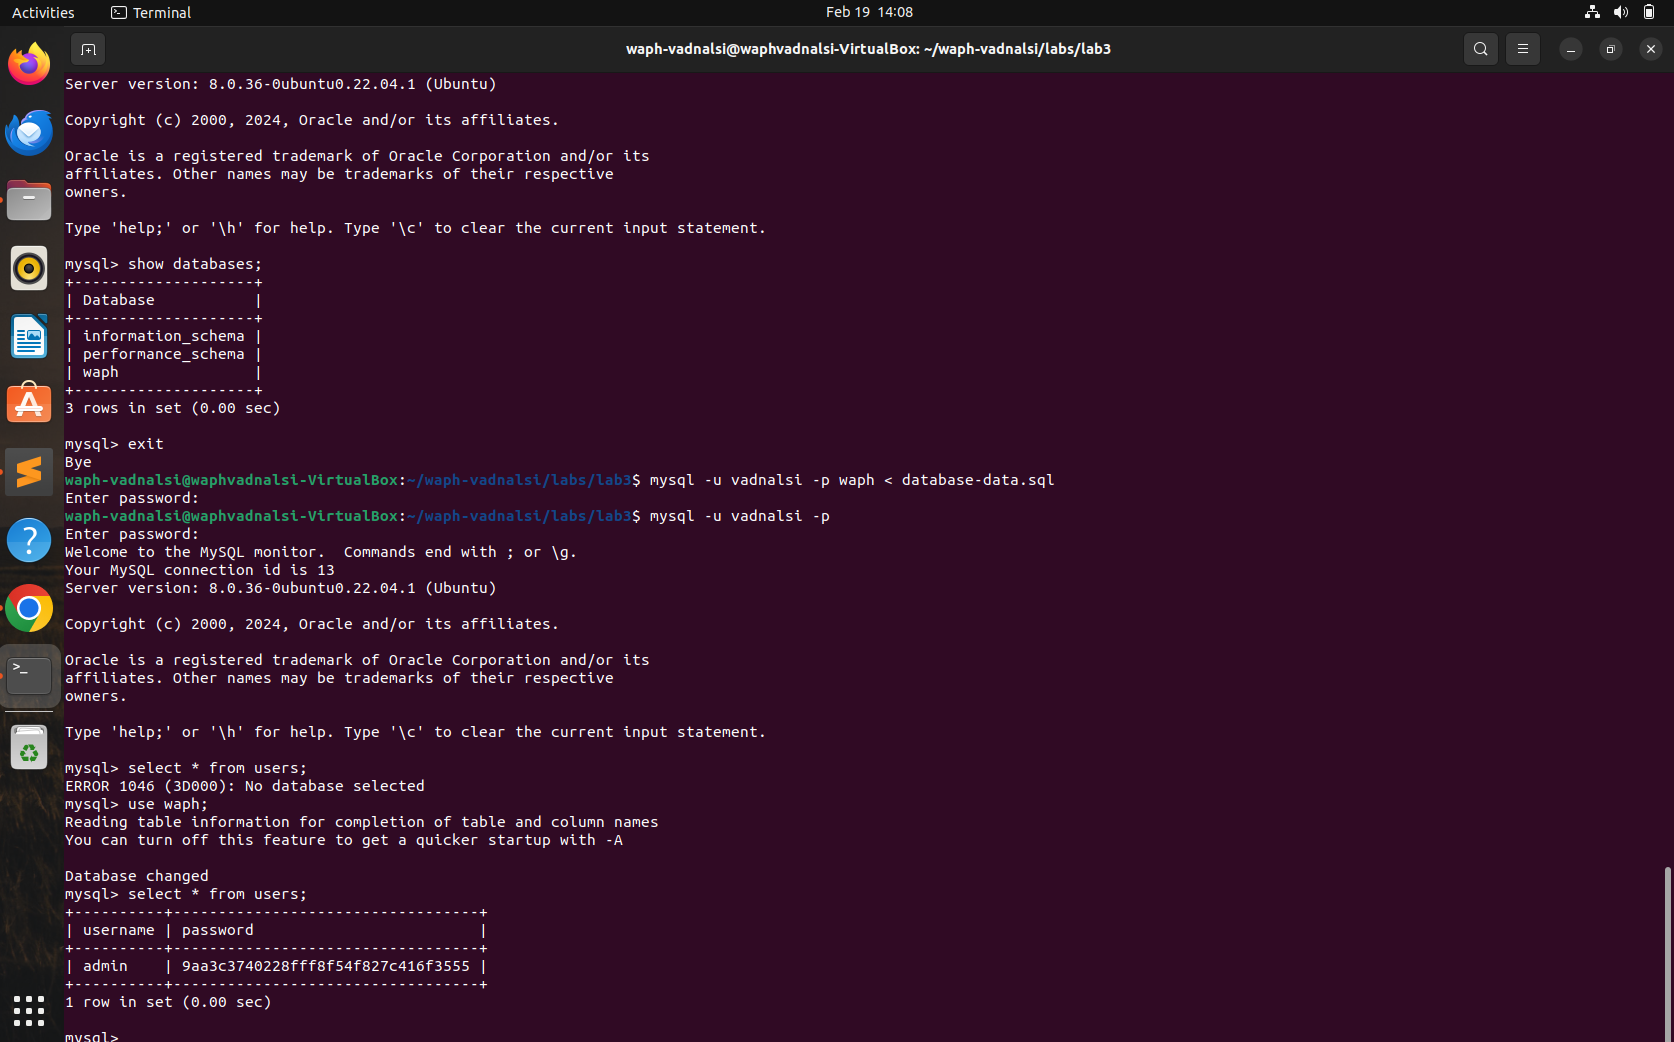 Activities Terminal Feb 19 14:08
waph-vadnalsi@waphvadnalsi-VirtualBox: ~/waph-vadnalsi/labs/lab3
Server version: 8.0.36-0ubuntu0.22.04.1 (Ubuntu)
Copyright (c) 2000, 2024, Oracle and/or its affiliates.
Oracle is a registered trademark of Oracle Corporation and/or its
affiliates. Other names may be trademarks of their respective
owners.
Type 'help;' or '\h' for help. Type '\c' to clear the current input statement.
mysql> show databases;
+--------------------+
| Database           |
+--------------------+
| information_schema |
| performance_schema |
| waph               |
+--------------------+
3 rows in set (0.00 sec)
mysql> exit
Bye
waph-vadnalsi@waphvadnalsi-VirtualBox:~/waph-vadnalsi/labs/lab3$ mysql -u vadnalsi -p waph < database-data.sql
Enter password:
waph-vadnalsi@waphvadnalsi-VirtualBox:~/waph-vadnalsi/labs/lab3$ mysql -u vadnalsi -p
Enter password:
Welcome to the MySQL monitor.  Commands end with ; or \g.
Your MySQL connection id is 13
Server version: 8.0.36-0ubuntu0.22.04.1 (Ubuntu)
Copyright (c) 2000, 2024, Oracle and/or its affiliates.
Oracle is a registered trademark of Oracle Corporation and/or its
affiliates. Other names may be trademarks of their respective
owners.
Type 'help;' or '\h' for help. Type '\c' to clear the current input statement.
mysql> select * from users;
ERROR 1046 (3D000): No database selected
mysql> use waph;
Reading table information for completion of table and column names
You can turn off this feature to get a quicker startup with -A
Database changed
mysql> select * from users;
+----------+----------------------------------+
| username | password                         |
+----------+----------------------------------+
| admin    | 9aa3c3740228fff8f54f827c416f3555 |
+----------+----------------------------------+
1 row in set (0.00 sec)
mysql>